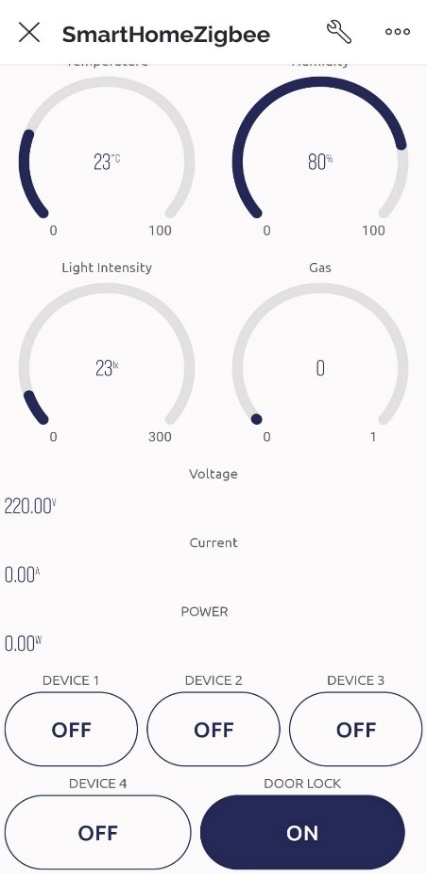 SmartHomeZigbee
Temperature Humidity
23°C 80%
0 100 0 100
Light Intensity Gas
23lx 0
0 300 0 1
Voltage
220.00V
Current
0.00A
POWER
0.00W
DEVICE 1 DEVICE 2 DEVICE 3
OFF OFF OFF
DEVICE 4 DOOR LOCK
OFF ON